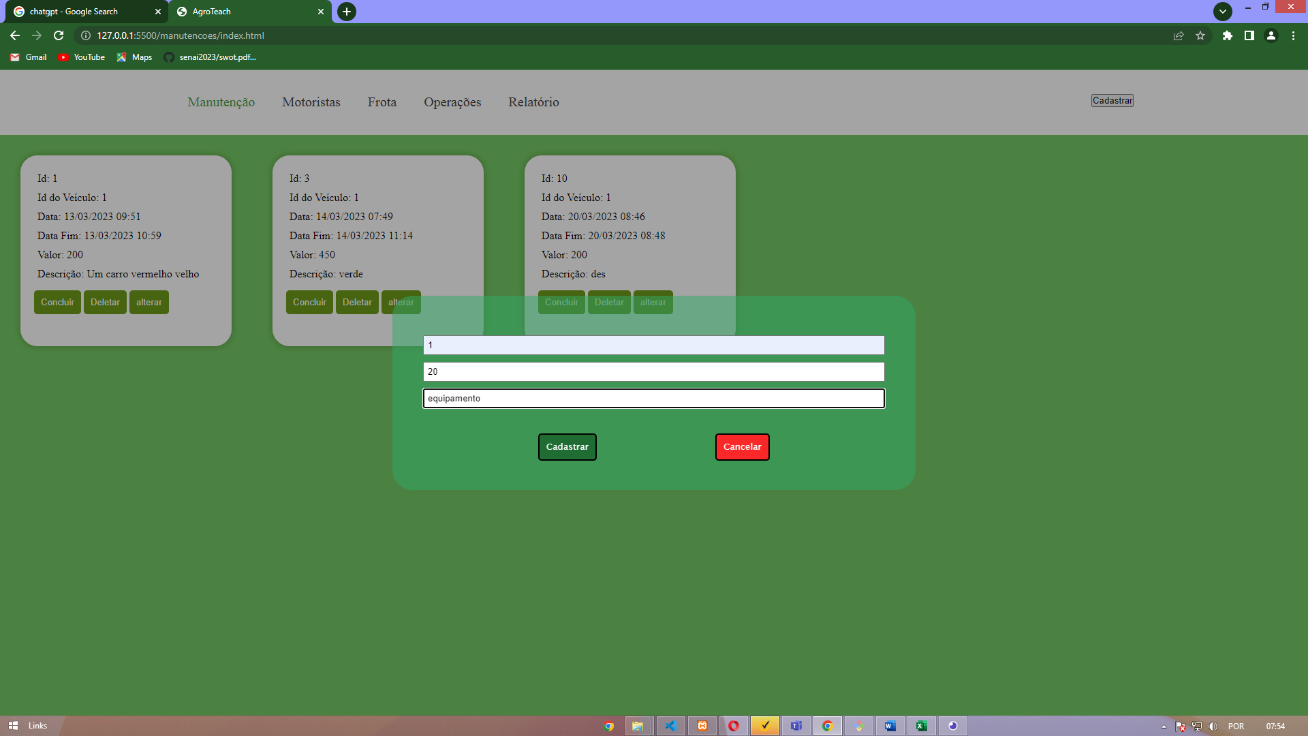 chatgpt - Google Search
AgroTeach
127.0.0.1:5500/manutencoes/index.html
Gmail YouTube Maps senai2023/swot.pdf...
Manutenção Motoristas Frota Operações Relatório Cadastrar
Id: 1
Id do Veículo: 1
Data: 13/03/2023 09:51
Data Fim: 13/03/2023 10:59
Valor: 200
Descrição: Um carro vermelho velho
Concluir Deletar alterar
Id: 3
Id do Veículo: 1
Data: 14/03/2023 07:49
Data Fim: 14/03/2023 11:14
Valor: 450
Descrição: verde
Concluir Deletar alterar
Id: 10
Id do Veículo: 1
Data: 20/03/2023 08:46
Data Fim: 20/03/2023 08:48
Valor: 200
Descrição: des
Concluir Deletar alterar
1
20
equipamento
Cadastrar Cancelar
Links POR 07:54